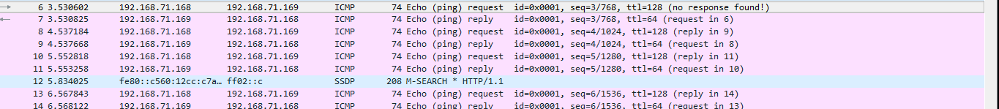 6 3.530602 192.168.71.168 192.168.71.169 ICMP 74 Echo (ping) request id=0x0001, seq=3/768, ttl=128 (no response found!)
7 3.530825 192.168.71.169 192.168.71.168 ICMP 74 Echo (ping) reply id=0x0001, seq=3/768, ttl=64 (request in 6)
8 4.537184 192.168.71.168 192.168.71.169 ICMP 74 Echo (ping) request id=0x0001, seq=4/1024, ttl=128 (reply in 9)
9 4.537668 192.168.71.169 192.168.71.168 ICMP 74 Echo (ping) reply id=0x0001, seq=4/1024, ttl=64 (request in 8)
10 5.552818 192.168.71.168 192.168.71.169 ICMP 74 Echo (ping) request id=0x0001, seq=5/1280, ttl=128 (reply in 11)
11 5.553258 192.168.71.169 192.168.71.168 ICMP 74 Echo (ping) reply id=0x0001, seq=5/1280, ttl=64 (request in 10)
12 5.834025 fe80::c560:12cc:c7a… ff02::c SSDP 208 M-SEARCH * HTTP/1.1
13 6.567843 192.168.71.168 192.168.71.169 ICMP 74 Echo (ping) request id=0x0001, seq=6/1536, ttl=128 (reply in 14)
14 6.568122 192.168.71.169 192.168.71.168 ICMP 74 Echo (ping) reply id=0x0001, seq=6/1536, ttl=64 (request in 13)